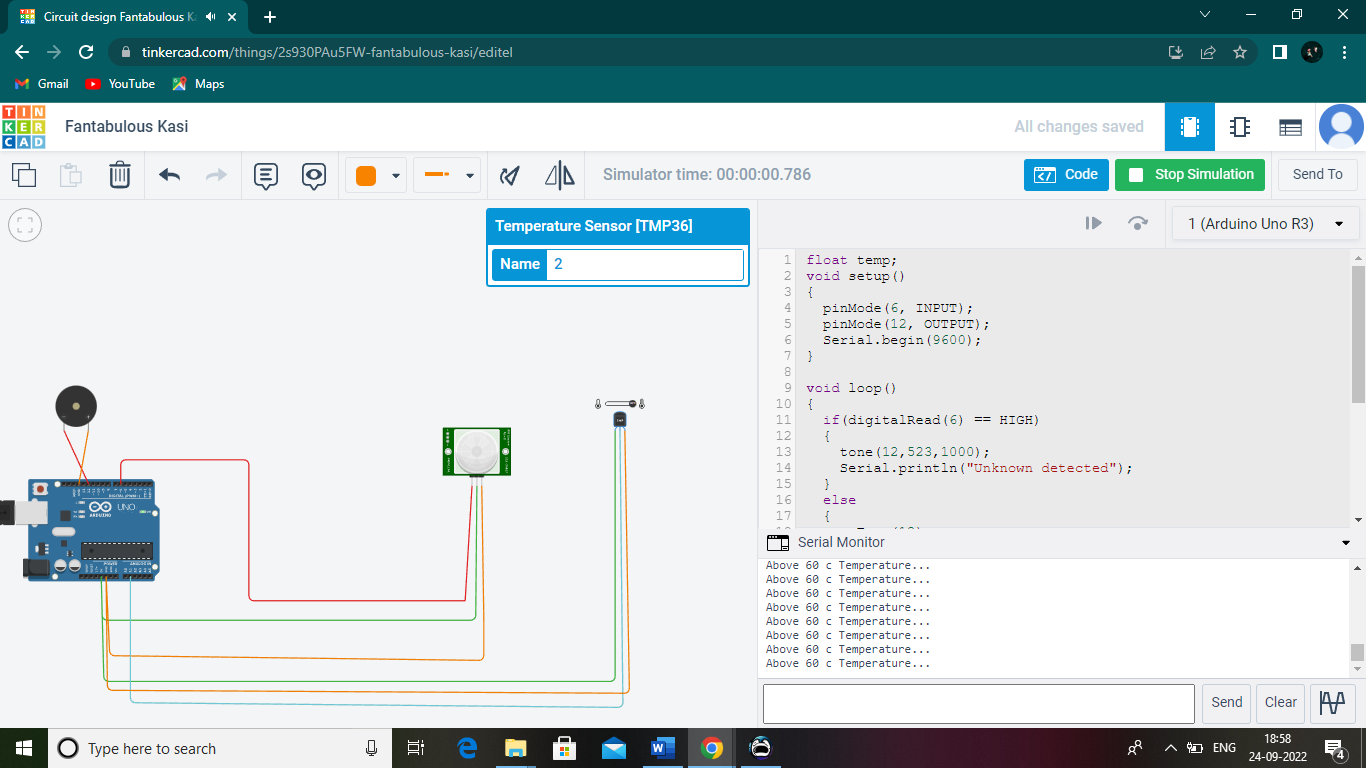 Circuit design Fantabulous Ka
tinkercad.com/things/2s930PAu5FW-fantabulous-kasi/editel
Gmail
YouTube
Maps
TIN
KER
CAD
Fantabulous Kasi
All changes saved
Simulator time: 00:00:00.786
Code
Stop Simulation
Send To
Temperature Sensor [TMP36]
Name 2
1 (Arduino Uno R3)
1 float temp;
2 void setup()
3 {
4 pinMode(6, INPUT);
5 pinMode(12, OUTPUT);
6 Serial.begin(9600);
7 }
8
9 void loop()
10 {
11 if(digitalRead(6) == HIGH)
12 {
13 tone(12,523,1000);
14 Serial.println("Unknown detected");
15 }
16 else
17 {
UNO
ARDUINO
Serial Monitor
Above 60 c Temperature...
Above 60 c Temperature...
Above 60 c Temperature...
Above 60 c Temperature...
Above 60 c Temperature...
Above 60 c Temperature...
Above 60 c Temperature...
Above 60 c Temperature...
Send
Clear
Type here to search
ENG
18:58
24-09-2022
4